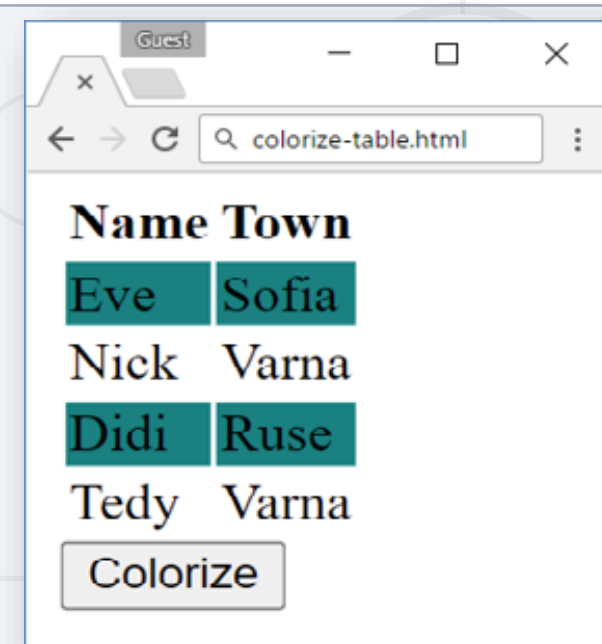 Guest
colorize-table.html
Name Town
Eve Sofia
Nick Varna
Didi Ruse
Tedy Varna
Colorize